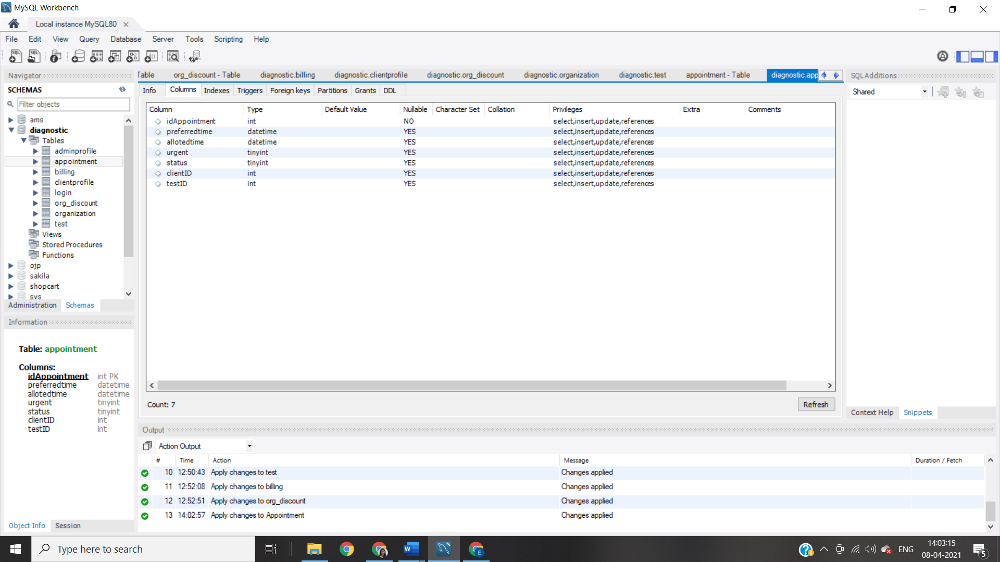 MySQL Workbench
Local instance MySQL80
File Edit View Query Database Server Tools Scripting Help
Navigator
SCHEMAS
Filter objects
ams
diagnostic
Tables
adminprofile
appointment
billing
clientprofile
login
org_discount
organization
test
Views
Stored Procedures
Functions
ojp
sakila
shopcart
sys
Administration Schemas
Information
Table: appointment
Columns:
idAppointment int PK
preferredtime datetime
allotedtime datetime
urgent tinyint
status tinyint
clientID int
testID int
Object Info Session
Table org_discount - Table diagnostic.billing diagnostic.clientprofile diagnostic.org_discount diagnostic.organization diagnostic.test appointment - Table diagnostic.app
Info Columns Indexes Triggers Foreign keys Partitions Grants DDL
Column Type Default Value Nullable Character Set Collation Privileges Extra Comments
idAppointment int NO select,insert,update,references
preferredtime datetime YES select,insert,update,references
allotedtime datetime YES select,insert,update,references
urgent tinyint YES select,insert,update,references
status tinyint YES select,insert,update,references
clientID int YES select,insert,update,references
testID int YES select,insert,update,references
Count: 7
Refresh
SQLAdditions
Shared
Context Help Snippets
Output
Action Output
# Time Action Message Duration / Fetch
10 12:50:43 Apply changes to test Changes applied
11 12:52:08 Apply changes to billing Changes applied
12 12:52:51 Apply changes to org_discount Changes applied
13 14:02:57 Apply changes to Appointment Changes applied
Type here to search
ENG
14:03:15
08-04-2021
5